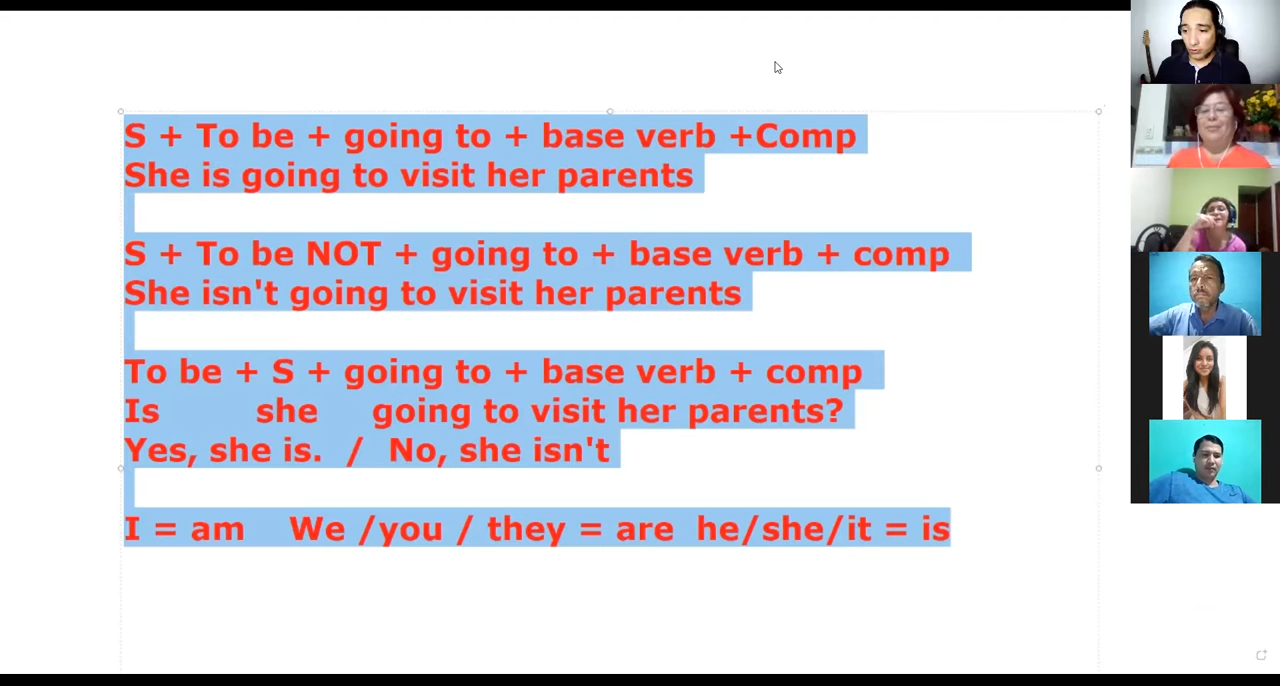 S + To be + going to + base verb +Comp
She is going to visit her parents
S + To be NOT + going to + base verb + comp
She isn't going to visit her parents
To be + S + going to + base verb + comp
Is she going to visit her parents?
Yes, she is. / No, she isn't
I = am We /you / they = are he/she/it = is